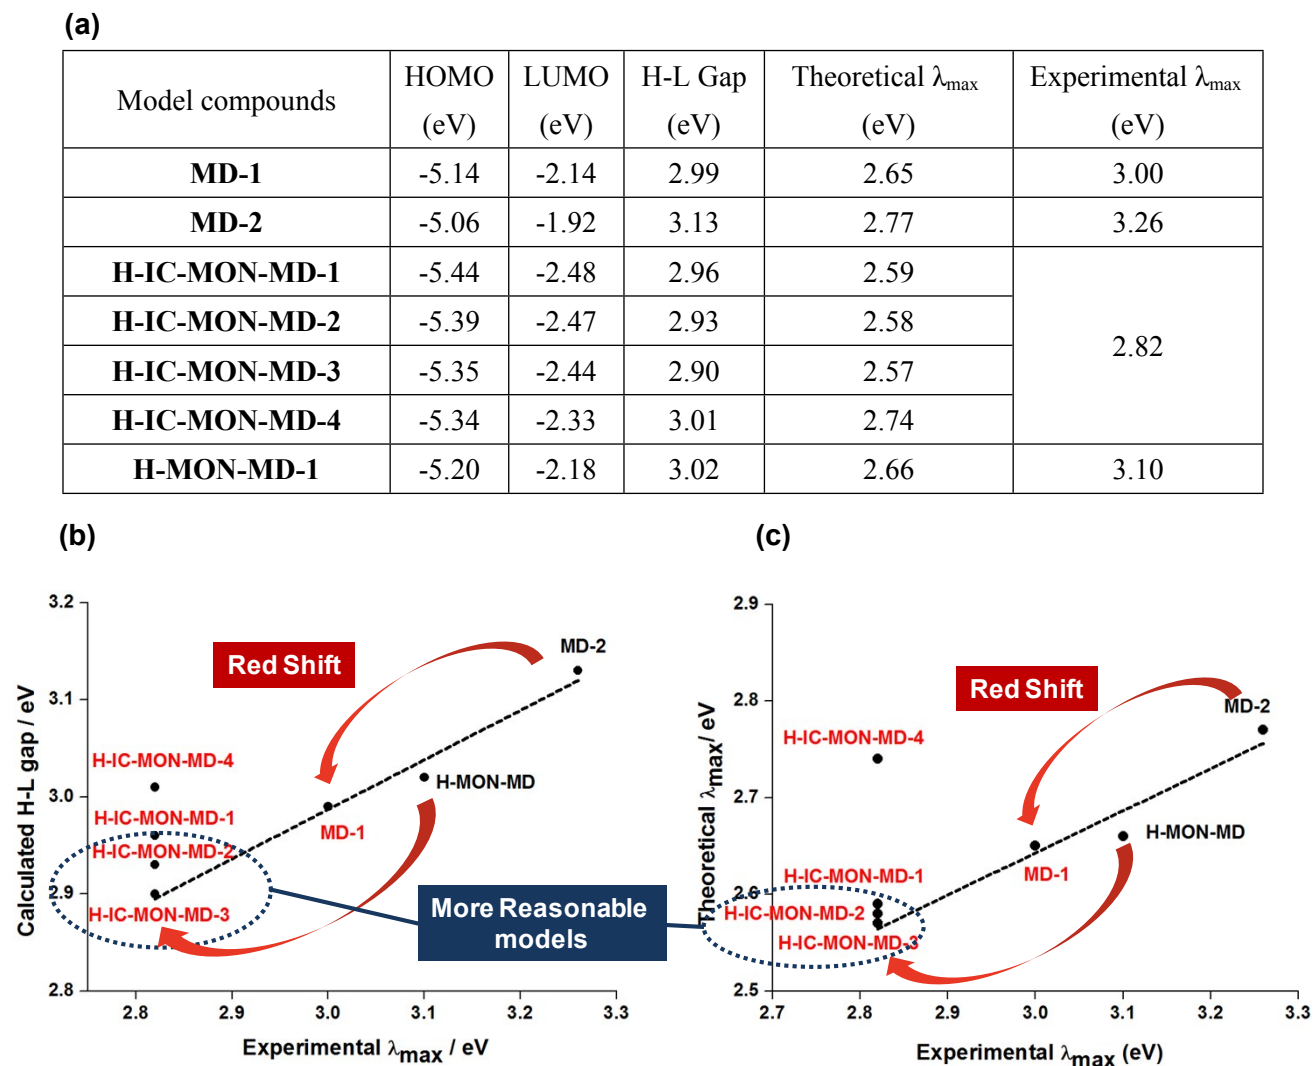 (a)
Model compounds HOMO (eV) LUMO (eV) H-L Gap (eV) Theoretical λmax (eV) Experimental λmax (eV)
MD-1 -5.14 -2.14 2.99 2.65 3.00
MD-2 -5.06 -1.92 3.13 2.77 3.26
H-IC-MON-MD-1 -5.44 -2.48 2.96 2.59
H-IC-MON-MD-2 -5.39 -2.47 2.93 2.58
2.82
H-IC-MON-MD-3 -5.35 -2.44 2.90 2.57
H-IC-MON-MD-4 -5.34 -2.33 3.01 2.74
H-MON-MD-1 -5.20 -2.18 3.02 2.66 3.10
(b)
Calculated H-L gap / eV
3.2
3.1
3.0
2.9
2.8
Red Shift
MD-2
H-IC-MON-MD-4
H-IC-MON-MD-1
H-IC-MON-MD-2
H-IC-MON-MD-3
MD-1
H-MON-MD
2.8 2.9 3.0 3.1 3.2 3.3
Experimental λmax / eV
More Reasonable
models
(c)
Theoretical λmax/ eV
2.9
2.8
2.7
2.6
2.5
Red Shift
MD-2
H-IC-MON-MD-4
H-IC-MON-MD-1
H-IC-MON-MD-2
H-IC-MON-MD-3
MD-1
H-MON-MD
2.7 2.8 2.9 3.0 3.1 3.2 3.3
Experimental λmax (eV)